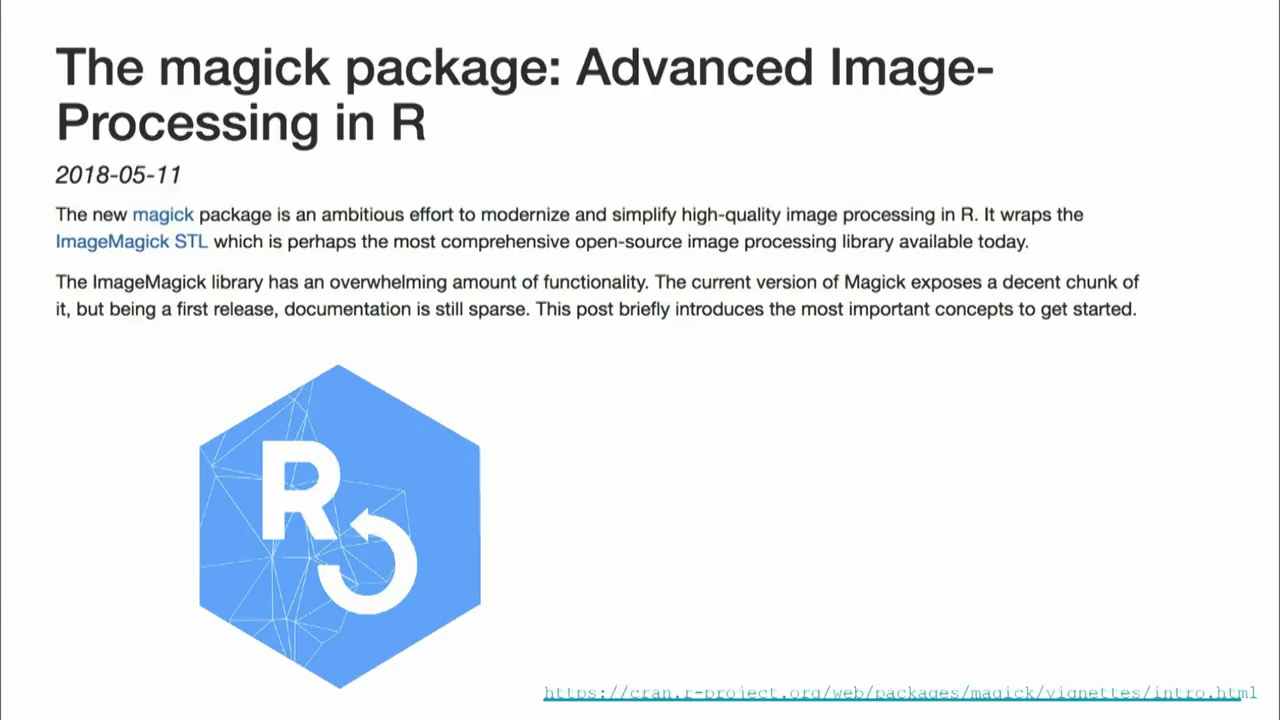 The magick package: Advanced Image-
Processing in R
2018-05-11
The new magick package is an ambitious effort to modernize and simplify high-quality image processing in R. It wraps the
ImageMagick STL which is perhaps the most comprehensive open-source image processing library available today.
The ImageMagick library has an overwhelming amount of functionality. The current version of Magick exposes a decent chunk of
it, but being a first release, documentation is still sparse. This post briefly introduces the most important concepts to get started.
R
https://cran.r-project.org/web/packages/magick/vignettes/intro.html